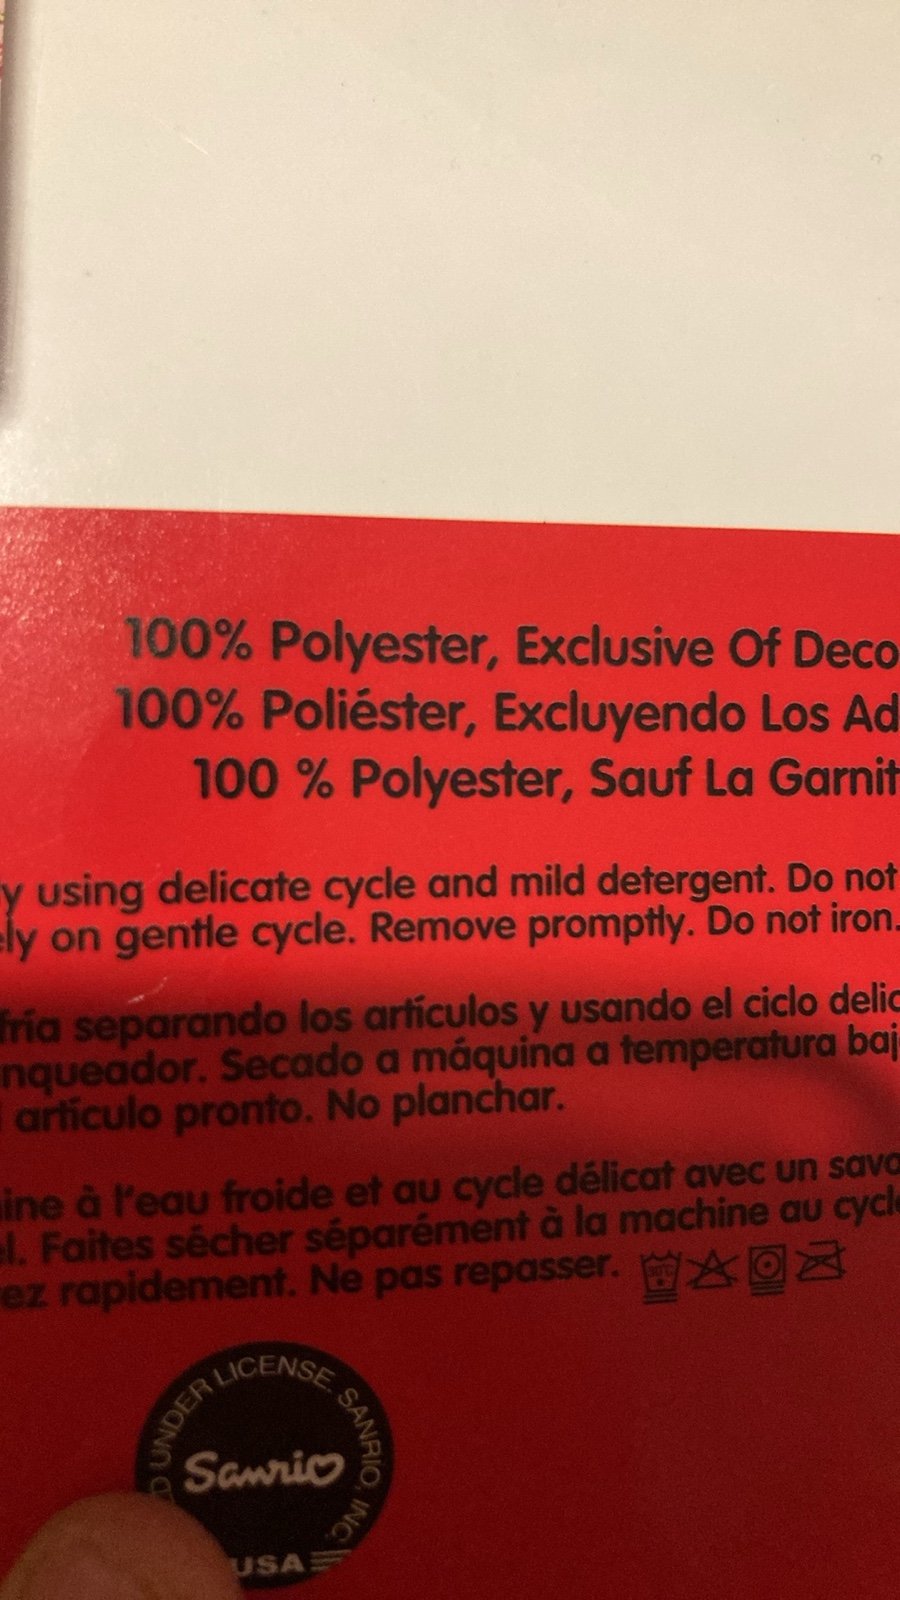 100% Polyester, Exclusive Of Deco
100% Poliéster, Excluyendo Los Ad
100 % Polyester, Sauf La Garnit
y using delicate cycle and mild detergent. Do not
ely on gentle cycle. Remove promptly. Do not iron.
fría separando los artículos y usando el ciclo delic
nqueador. Secado a máquina a temperatura baj
artículo pronto. No planchar.
ine à l'eau froide et au cycle délicat avec un savo
l. Faites sécher séparément à la machine au cycl
ez rapidement. Ne pas repasser. 30°C
D UNDER LICENSE. SANRIO, INC.
Sanrio
USA